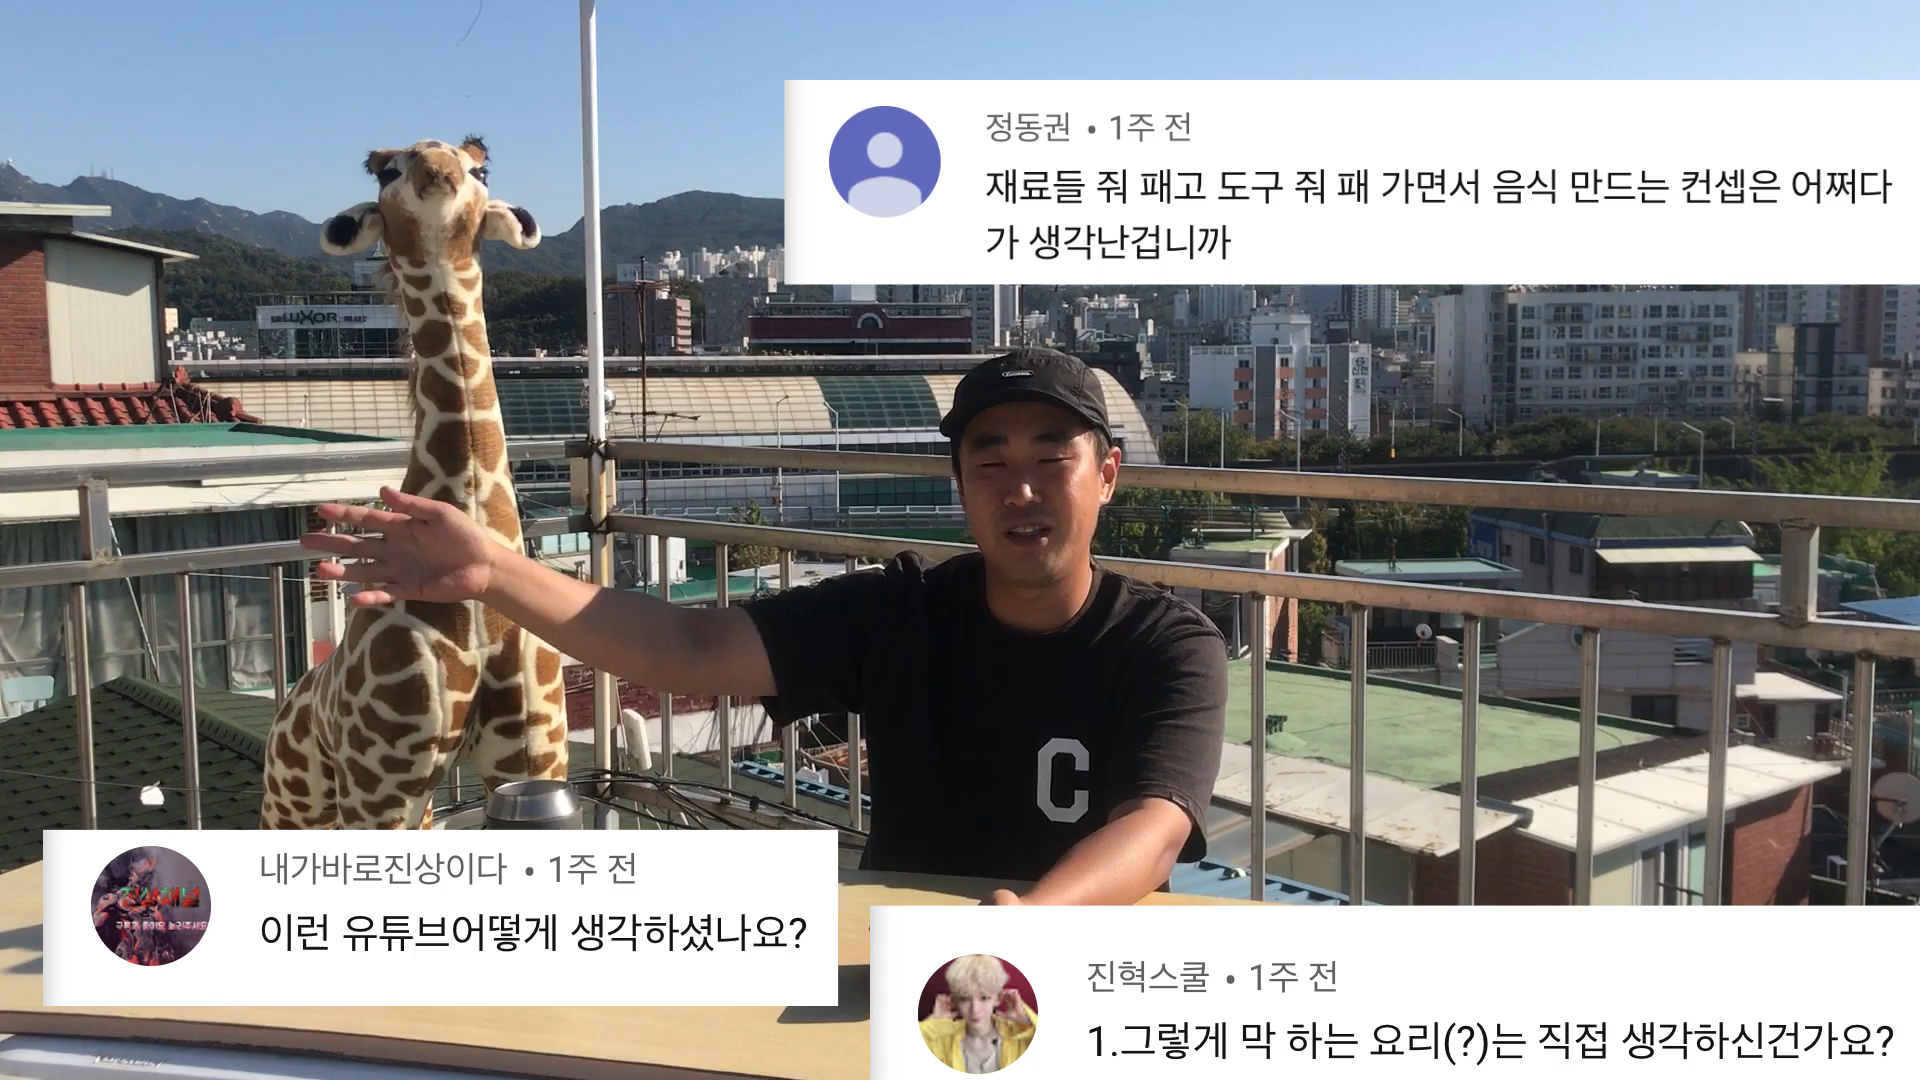 정동권 • 1주 전
재료들 줘 패고 도구 줘 패 가면서 음식 만드는 컨셉은 어쩌다
가 생각난겁니까
LUXOR
C
내가바로진상이다 • 1주 전
이런 유튜브어떻게 생각하셨나요?
진상채널
진혁스쿨 • 1주 전
1.그렇게 막 하는 요리(?)는 직접 생각하신건가요?